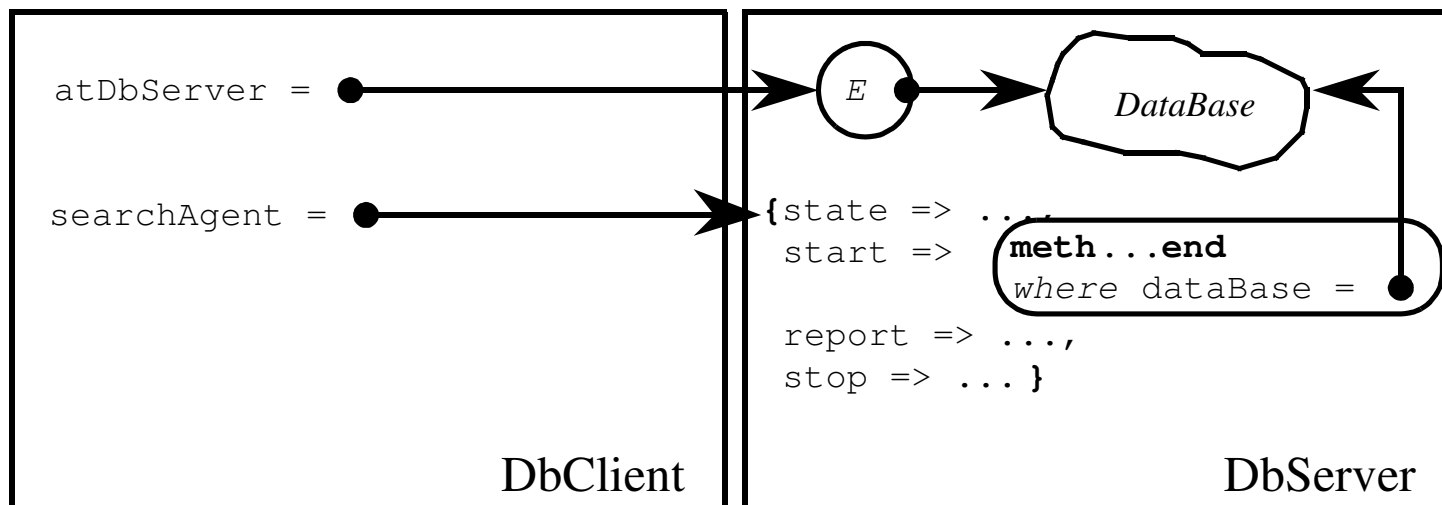 atDbServer =
E
DataBase
searchAgent =
{state => ...,
start => meth...end
where dataBase =
report => ...,
stop => ... }
DbClient
DbServer